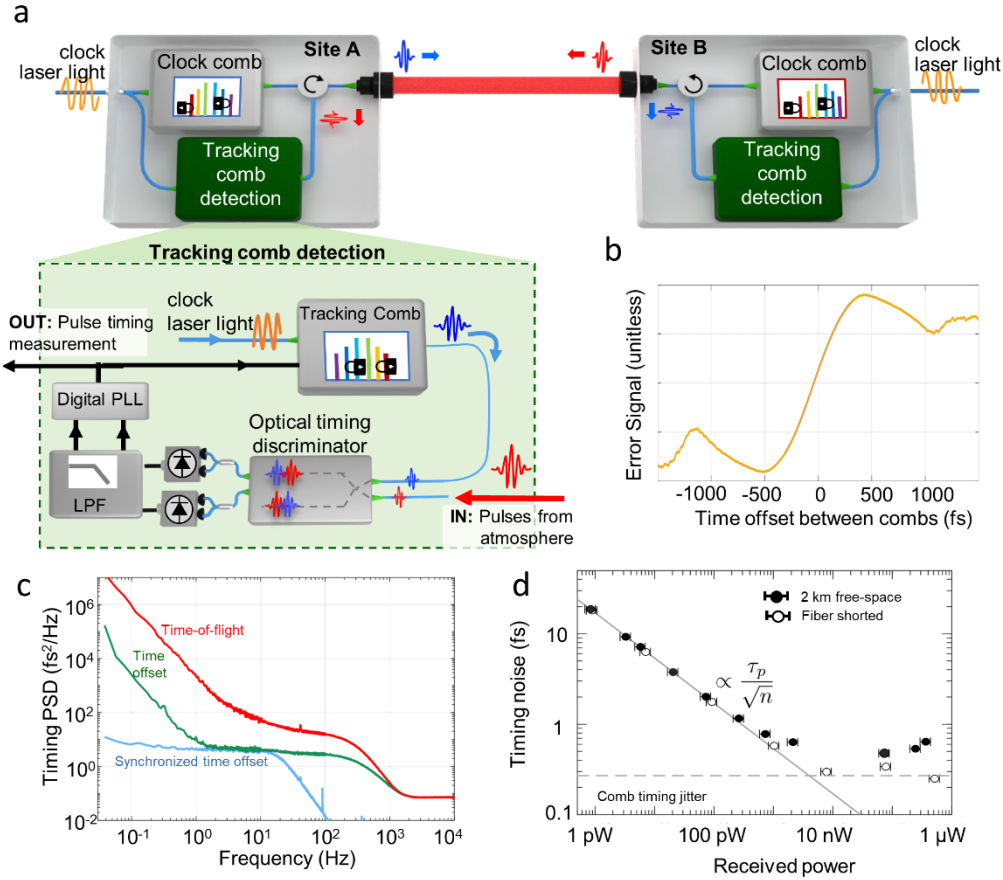 a
clock
laser light
Clock comb
Site A
Tracking
comb
detection
Site B
Clock comb
clock
laser light
Tracking
comb
detection
Tracking comb detection
clock
laser light
OUT: Pulse timing
measurement
Tracking Comb
Digital PLL
Optical timing
discriminator
LPF
IN: Pulses from
atmosphere
b
Error Signal (unitless)
-1000 -500 0 500 1000
Time offset between combs (fs)
c
Timing PSD (fs²/Hz)
10⁶
10⁴
10²
10⁰
10⁻²
Time-of-flight
Time
offset
Synchronized time offset
10⁻¹ 10⁰ 10¹ 10² 10³ 10⁴
Frequency (Hz)
d
Timing noise (fs)
10
1
0.1
2 km free-space
Fiber shorted
∝ τₚ/√n
Comb timing jitter
1 pW 100 pW 10 nW 1 µW
Received power